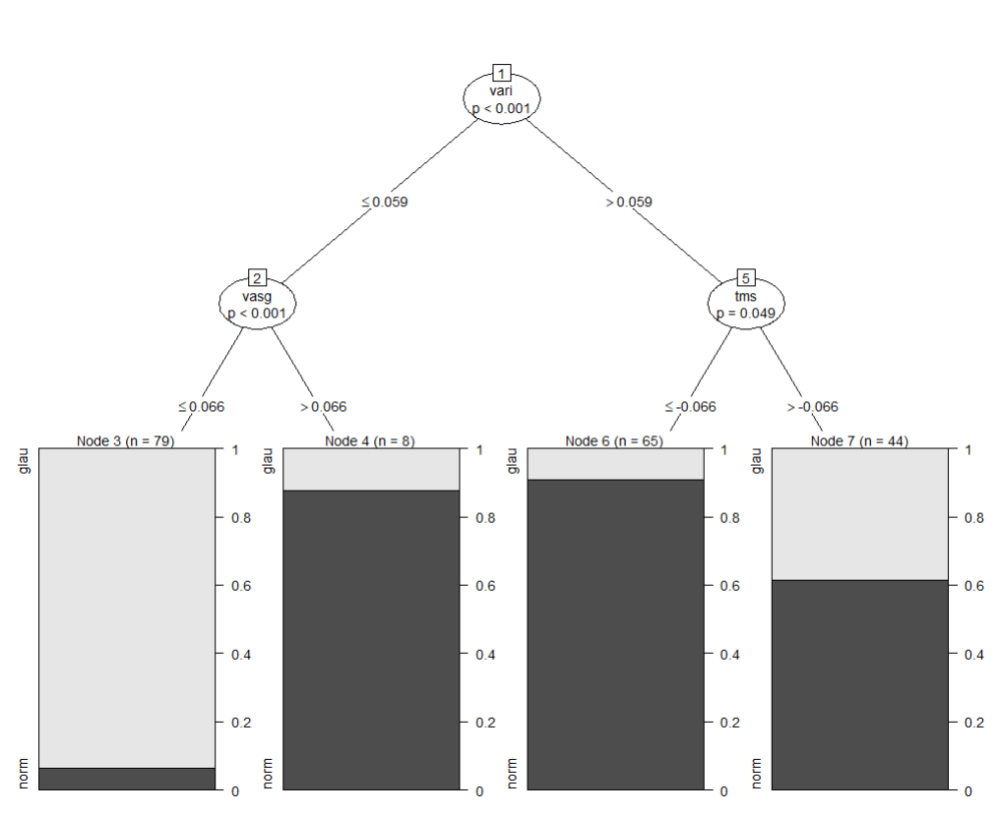 1
vari
p < 0.001
≤ 0.059
> 0.059
2
vasg
p < 0.001
5
tms
p = 0.049
≤ 0.066
> 0.066
≤ -0.066
> -0.066
Node 3 (n = 79)
glau
norm
1
0.8
0.6
0.4
0.2
0
Node 4 (n = 8)
glau
norm
1
0.8
0.6
0.4
0.2
0
Node 6 (n = 65)
glau
norm
1
0.8
0.6
0.4
0.2
0
Node 7 (n = 44)
glau
norm
1
0.8
0.6
0.4
0.2
0